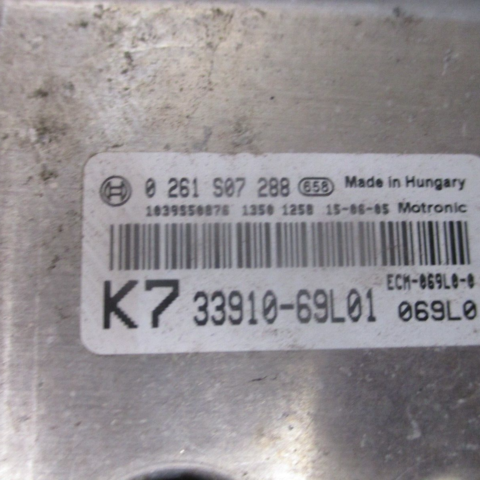 0 261 S07 288 658 Made in Hungary
1039S50876 1350 1258 15-06-05 Motronic
ECM-069L0-0
K7 33910-69L01 069L0